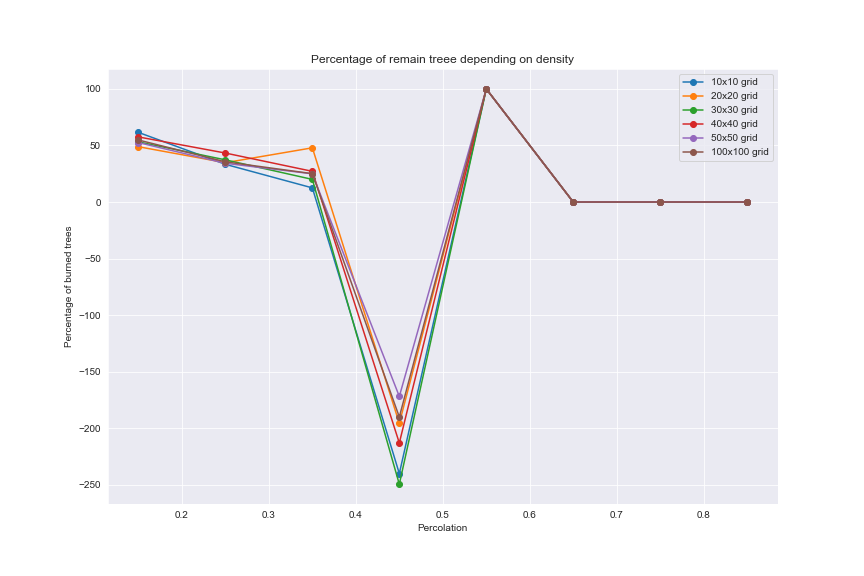 Percentage of remain treee depending on density
10x10 grid
20x20 grid
30x30 grid
40x40 grid
50x50 grid
100x100 grid
100
50
0
−50
−100
−150
−200
−250
Percentage of burned trees
0.2 0.3 0.4 0.5 0.6 0.7 0.8
Percolation